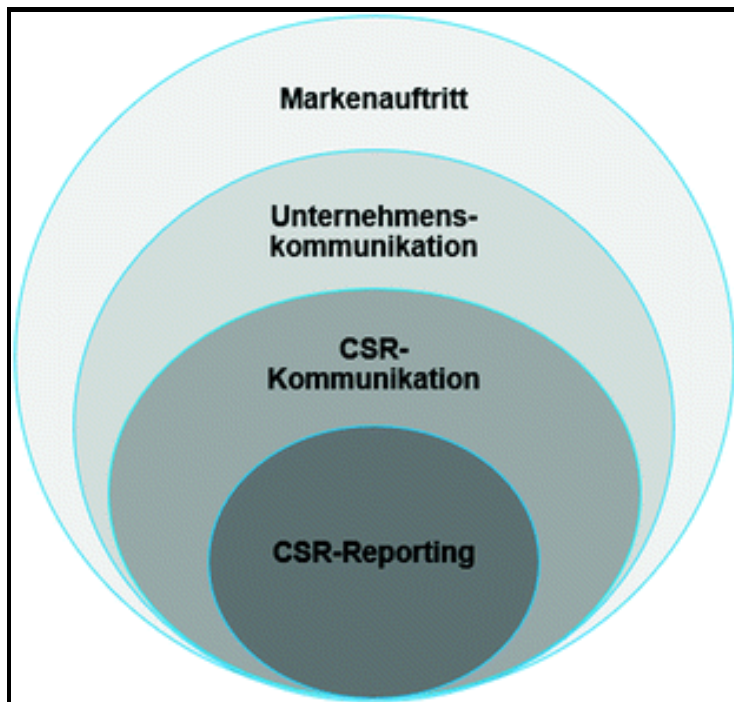 Markenauftritt
Unternehmens-
kommunikation
CSR-
Kommunikation
CSR-Reporting